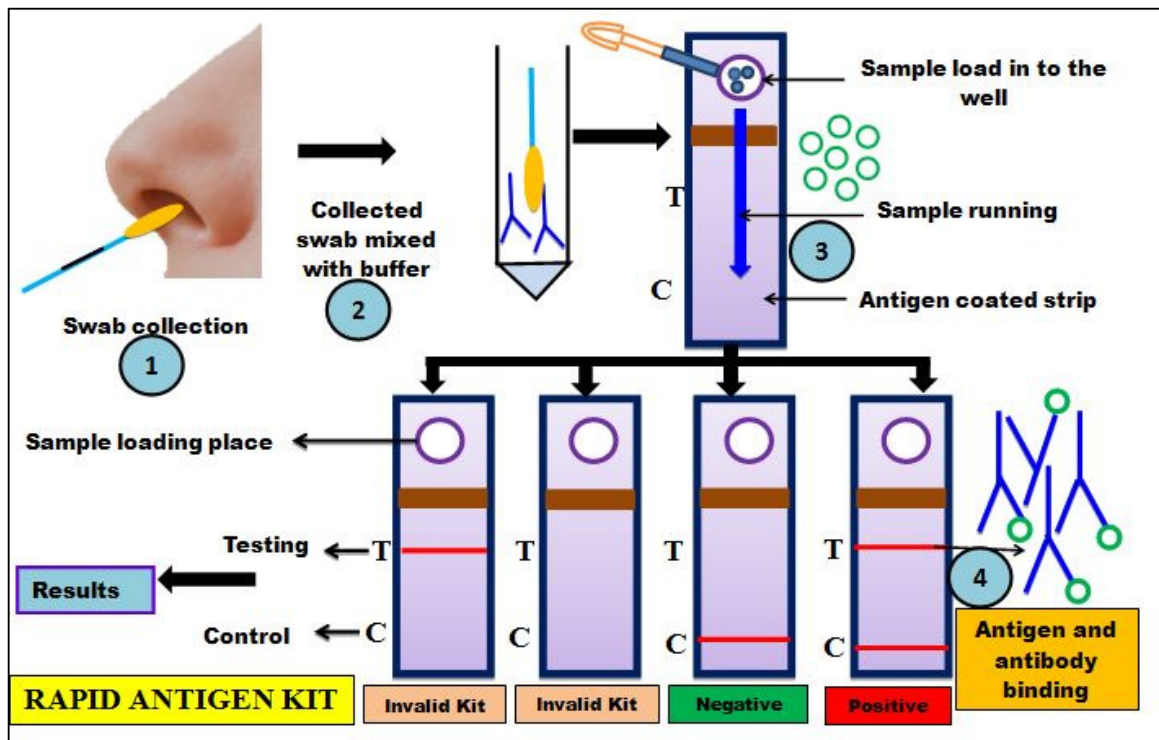 Sample load in to the
well
Collected
swab mixed
with buffer
2
T
Sample running
3
C
Antigen coated strip
Swab collection
1
Sample loading place
Testing
T
T
T
T
4
Results
Control
C
C
C
C
Antigen and
antibody
binding
RAPID ANTIGEN KIT
Invalid Kit
Invalid Kit
Negative
Positive